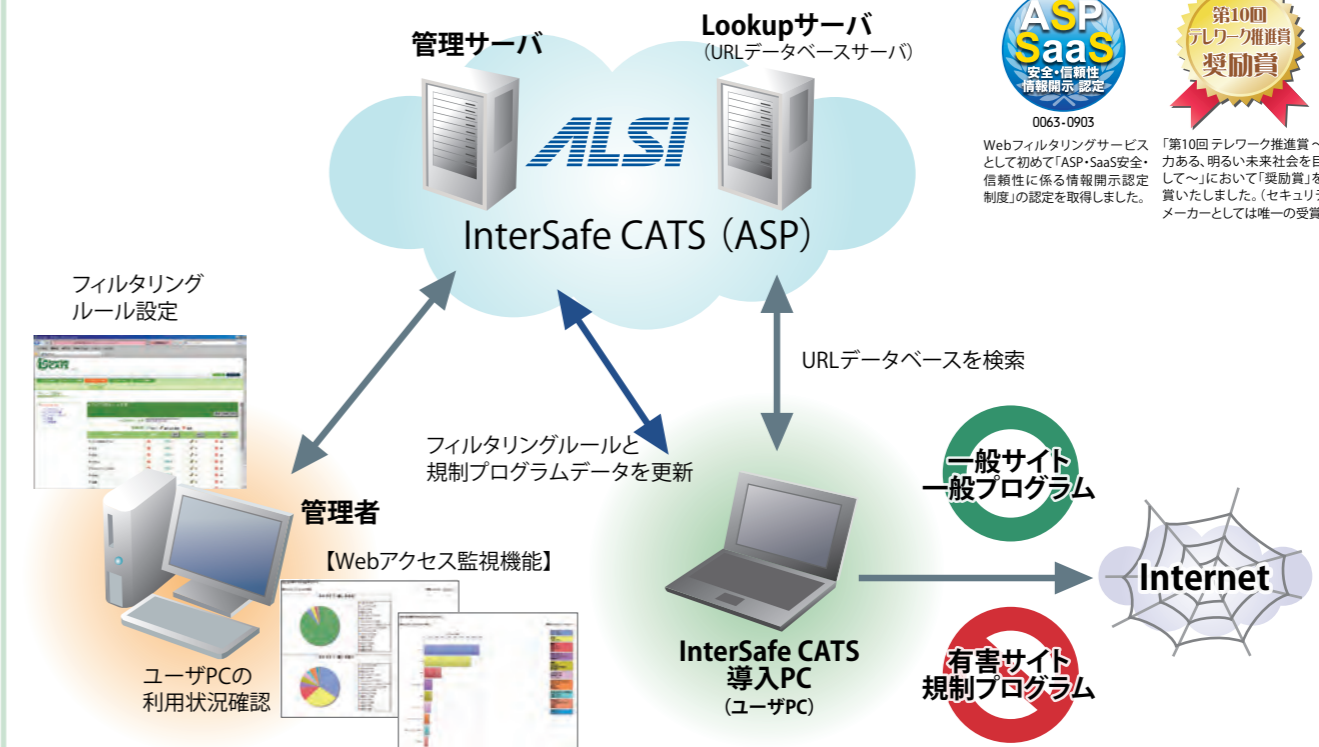 管理サーバ
Lookupサーバ
（URLデータベースサーバ）
ALSI
InterSafe CATS（ASP）
ASP
SaaS
安全・信頼性
情報開示 認定
0063-0903
Webフィルタリングサービス
として初めて「ASP・SaaS安全・
信頼性に係る情報開示認定
制度」の認定を取得しました。
第10回
テレワーク推進賞
奨励賞
「第10回 テレワーク推進賞～
力ある、明るい未来社会を目
して～」において「奨励賞」を
賞いたしました。（セキュリテ
メーカーとしては唯一の受賞
フィルタリング
ルール設定
CATS
URLデータベースを検索
フィルタリングルールと
規制プログラムデータを更新
管理者
【Webアクセス監視機能】
ユーザPCの
利用状況確認
InterSafe CATS
導入PC
（ユーザPC）
一般サイト
一般プログラム
Internet
有害サイト
規制プログラム